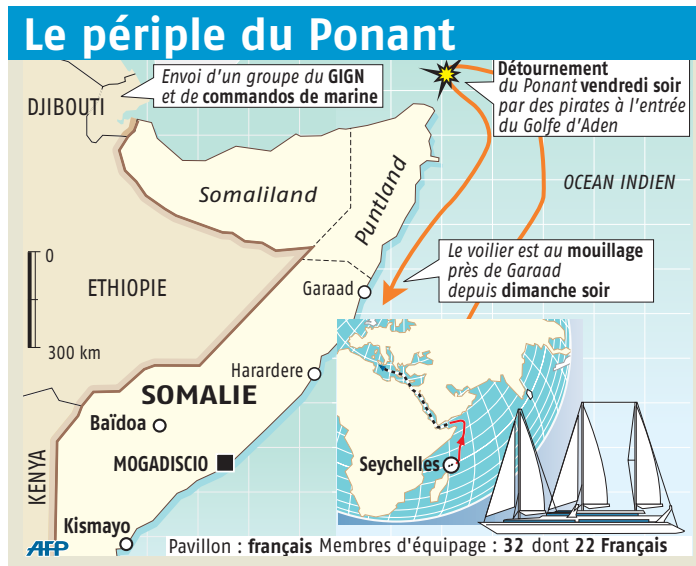 Le périple du Ponant
Envoi d'un groupe du GIGN
et de commandos de marine
Détournement
du Ponant vendredi soir
par des pirates à l'entrée
du Golfe d'Aden
DJIBOUTI
Somaliland
Puntland
OCEAN INDIEN
0
300 km
ETHIOPIE
Le voilier est au mouillage
près de Garaad
depuis dimanche soir
Garaad
Harardere
SOMALIE
Baïdoa
MOGADISCIO
KENYA
Kismayo
Seychelles
AFP
Pavillon : français Membres d'équipage : 32 dont 22 Français